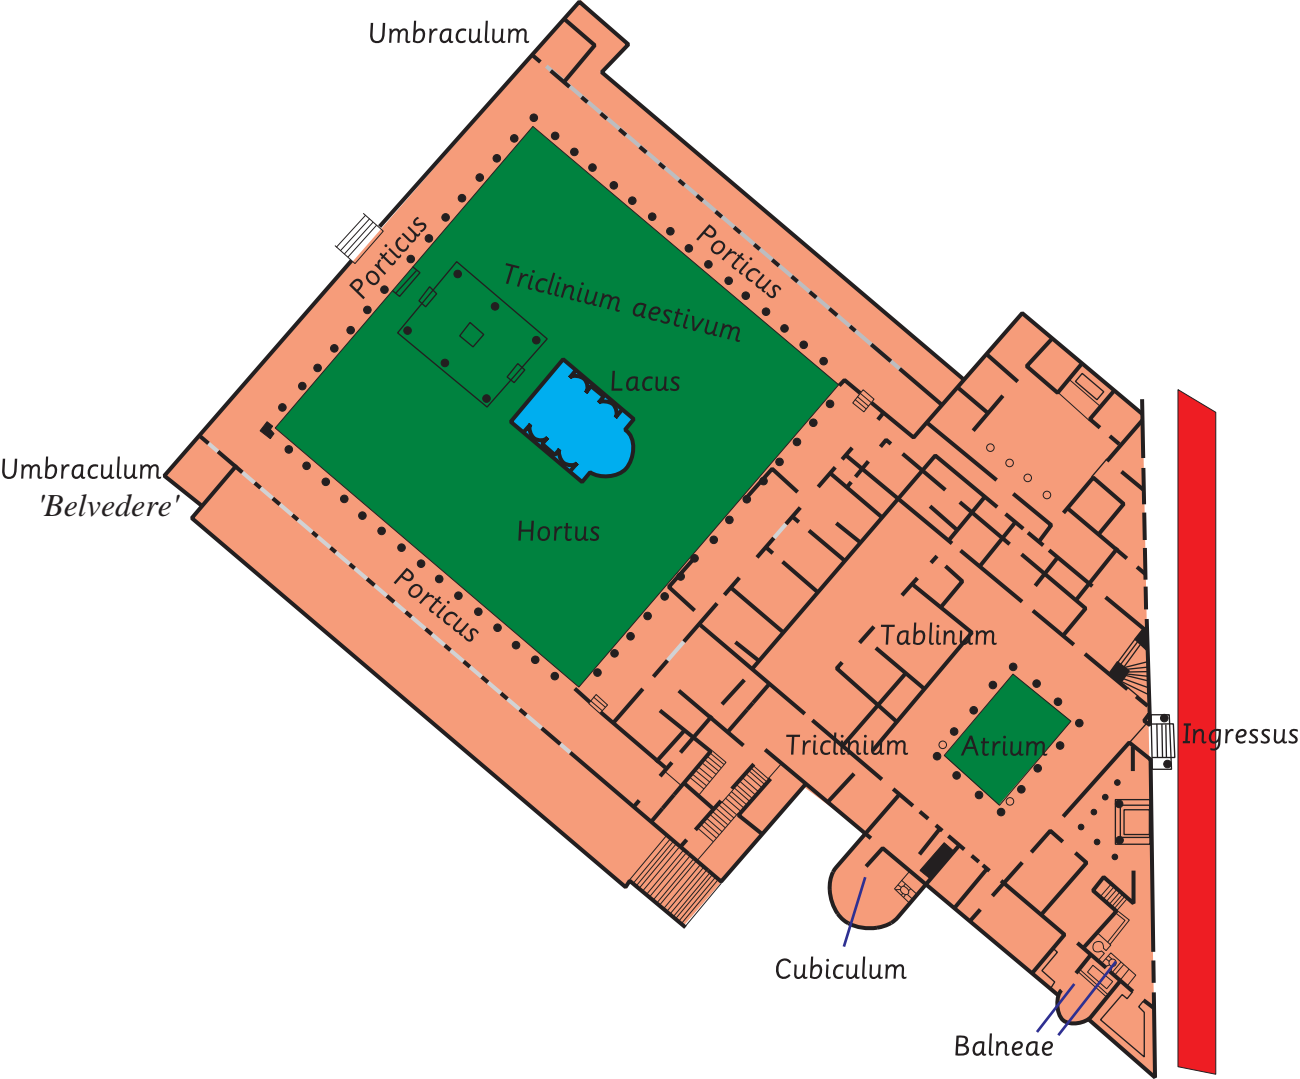 Umbraculum
Porticus
Porticus
Triclinium aestivum
Lacus
Umbraculum
'Belvedere'
Hortus
Porticus
Tablinum
Triclinium
Atrium
Ingressus
Cubiculum
Balneae